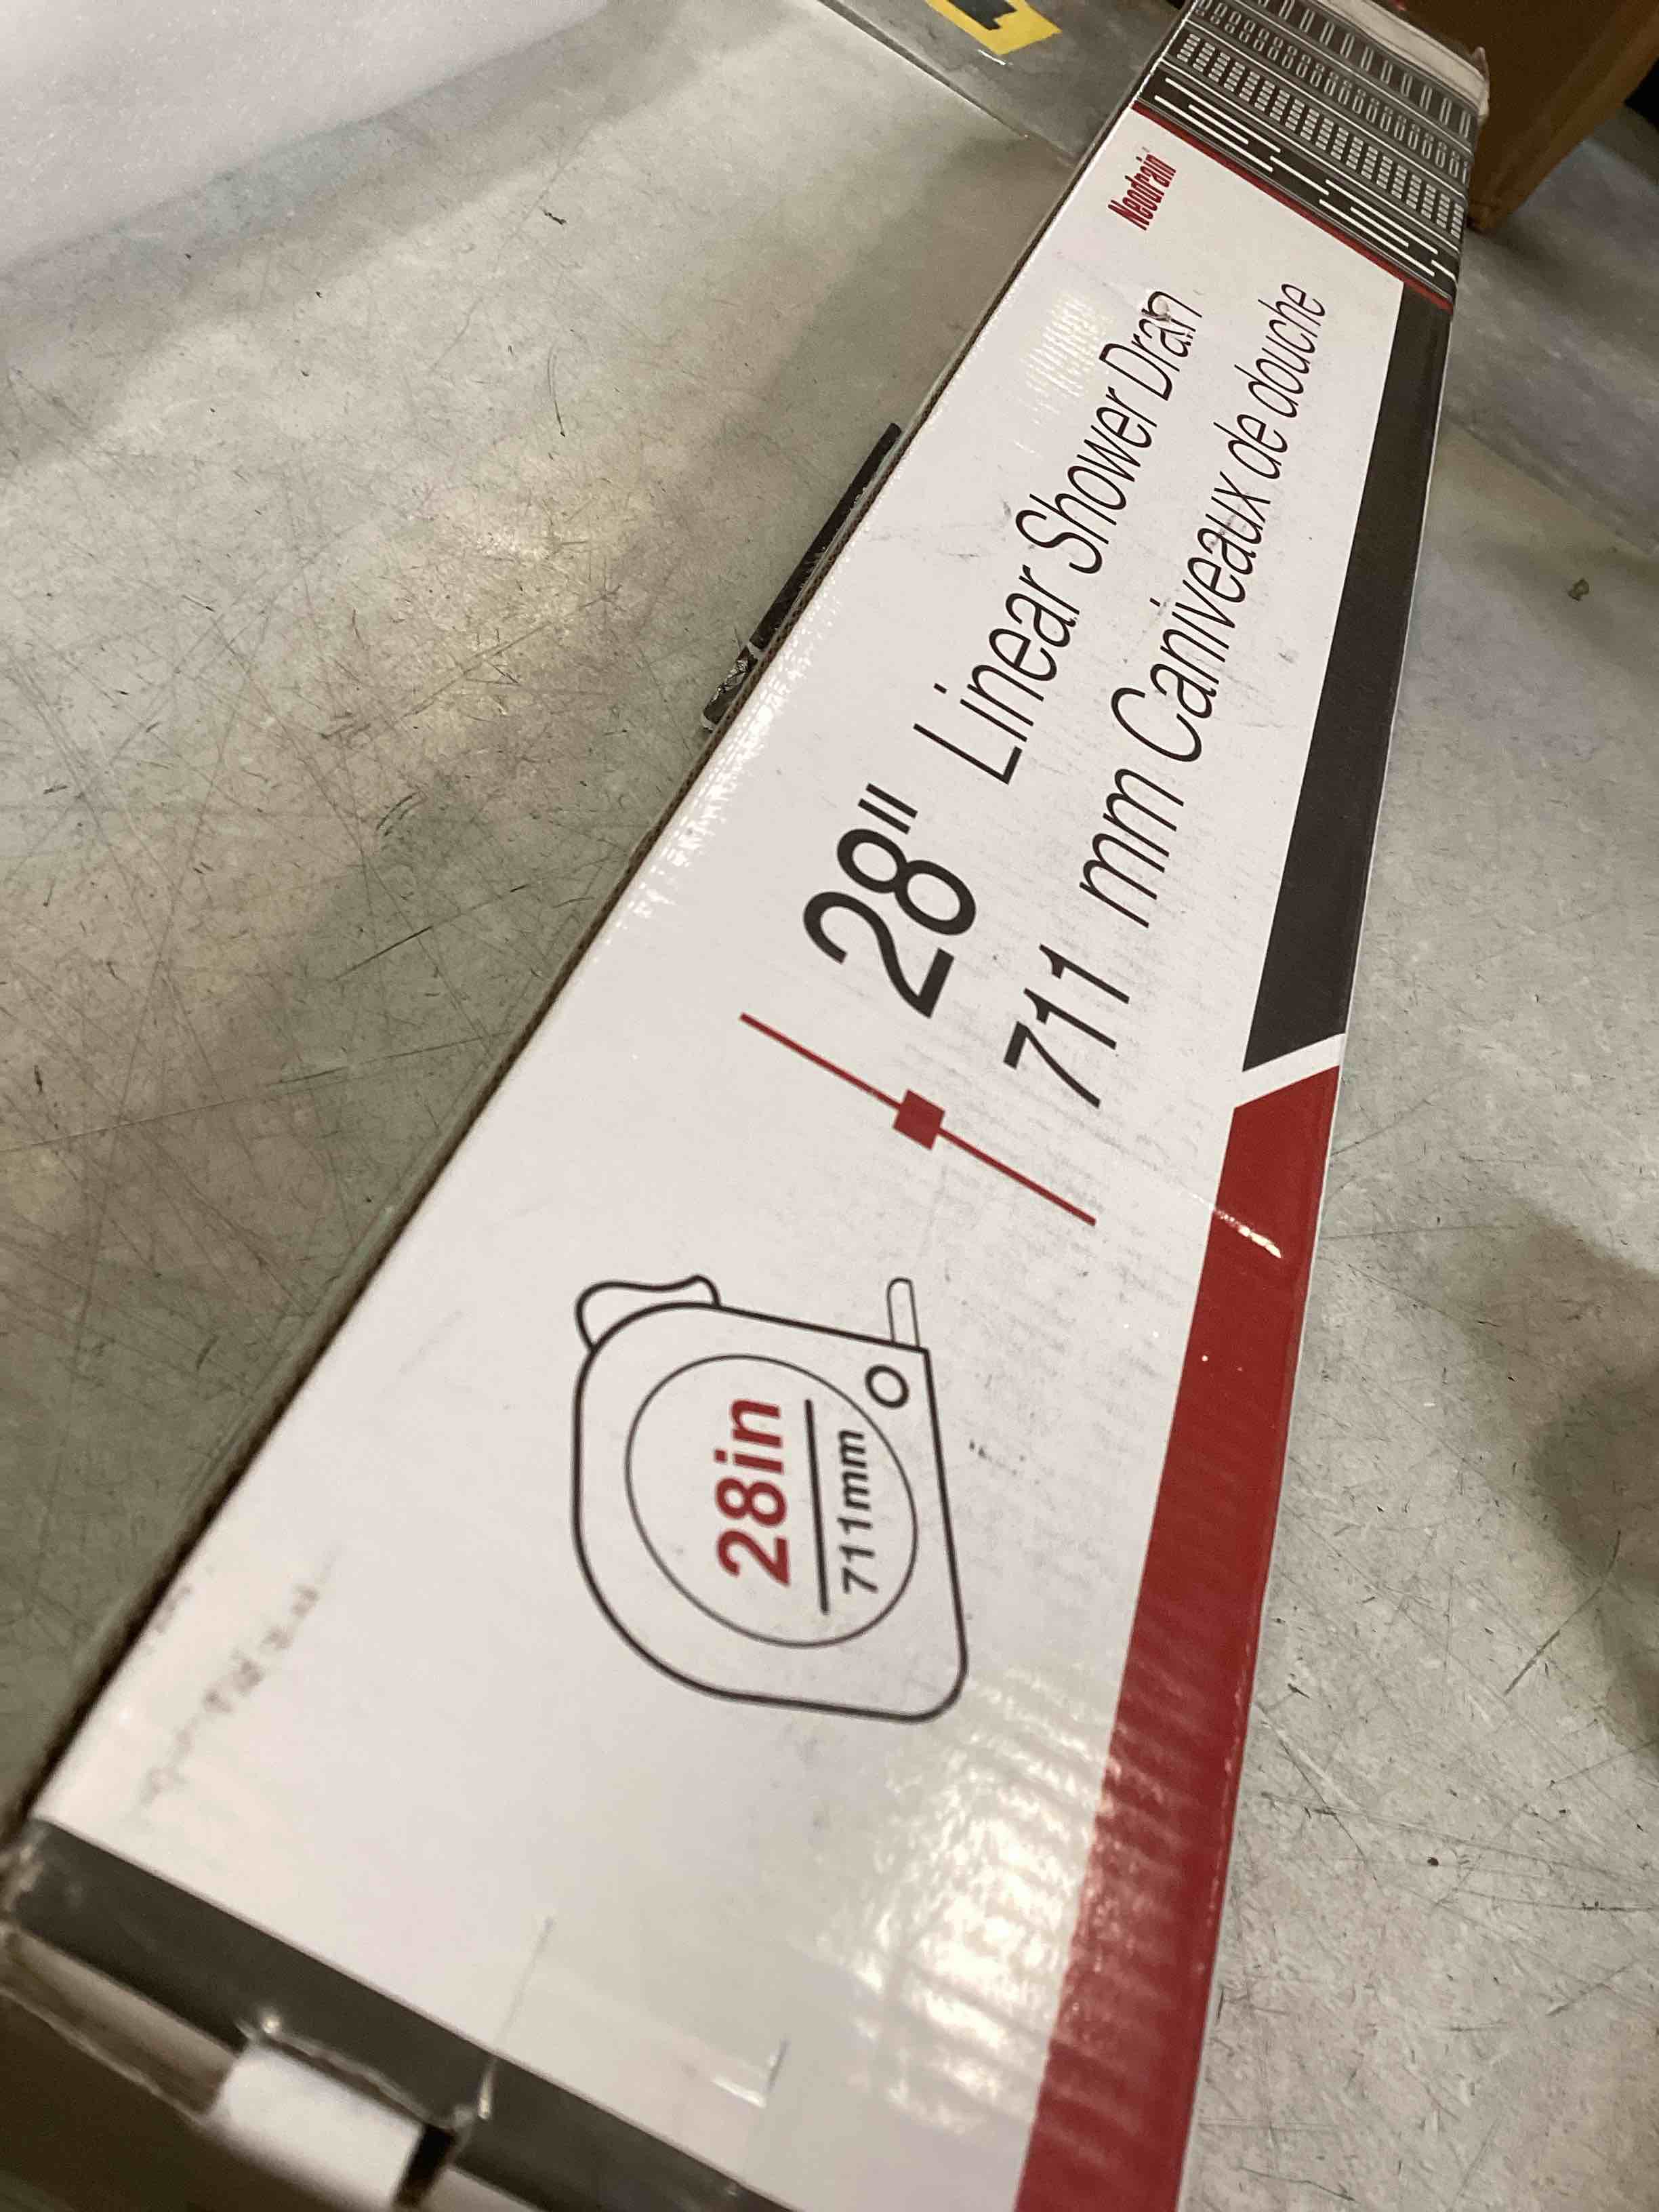 Neodrain
28" Linear Shower Drain
711 mm Caniveaux de douche
28in
711mm